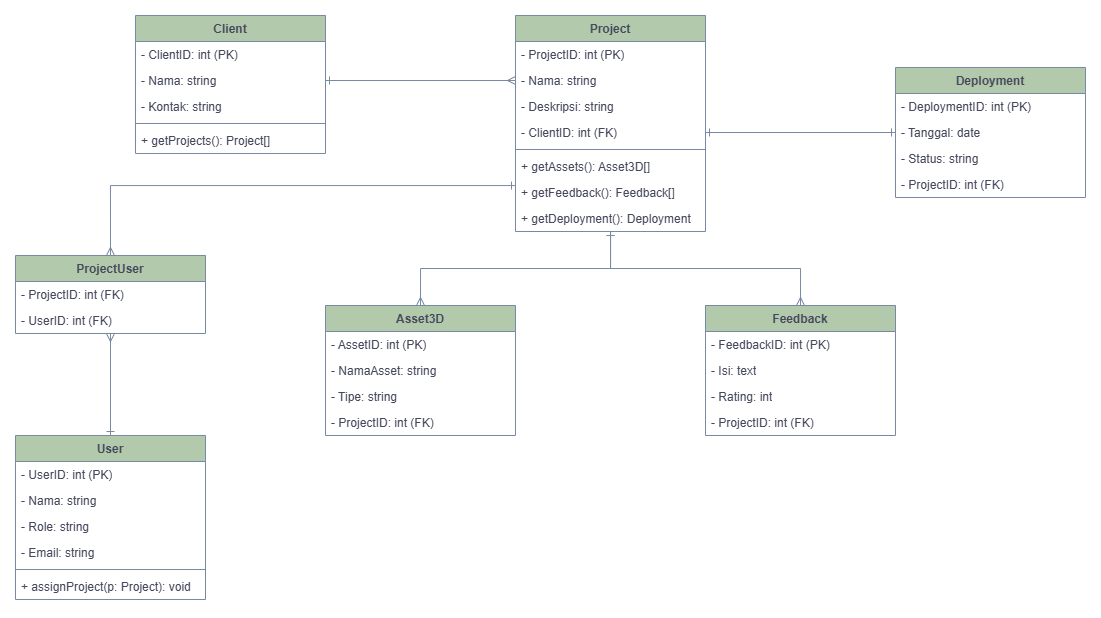 Client
- ClientID: int (PK)
- Nama: string
- Kontak: string
+ getProjects(): Project[]
Project
- ProjectID: int (PK)
- Nama: string
- Deskripsi: string
- ClientID: int (FK)
+ getAssets(): Asset3D[]
+ getFeedback(): Feedback[]
+ getDeployment(): Deployment
Deployment
- DeploymentID: int (PK)
- Tanggal: date
- Status: string
- ProjectID: int (FK)
ProjectUser
- ProjectID: int (FK)
- UserID: int (FK)
Asset3D
- AssetID: int (PK)
- NamaAsset: string
- Tipe: string
- ProjectID: int (FK)
Feedback
- FeedbackID: int (PK)
- Isi: text
- Rating: int
- ProjectID: int (FK)
User
- UserID: int (PK)
- Nama: string
- Role: string
- Email: string
+ assignProject(p: Project): void